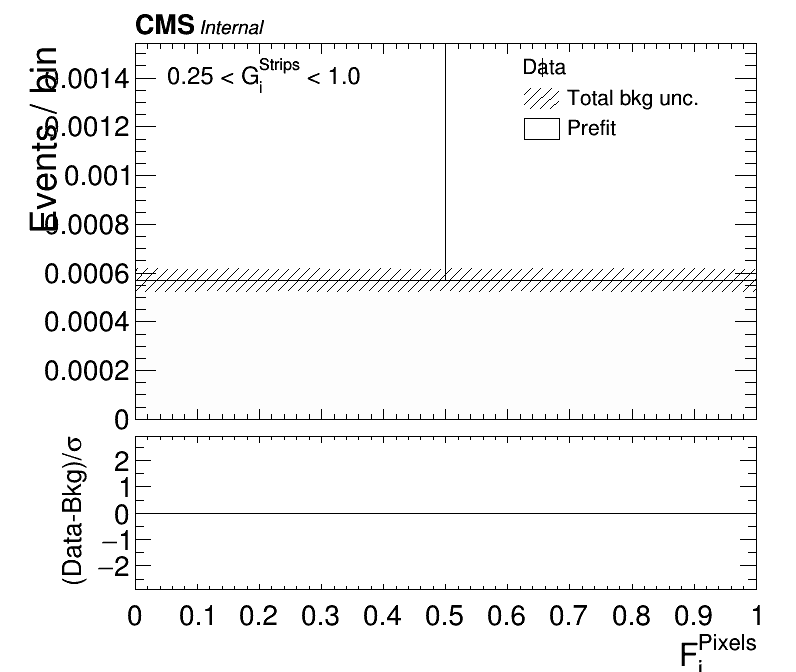 CMS Internal
Events / bin
0.25 < G_i^Strips < 1.0
Data
Total bkg unc.
Prefit
0.0014
0.0012
0.001
0.0008
0.0006
0.0004
0.0002
0
(Data-Bkg)/σ
2
1
0
−1
−2
0 0.1 0.2 0.3 0.4 0.5 0.6 0.7 0.8 0.9 1
F_i^Pixels